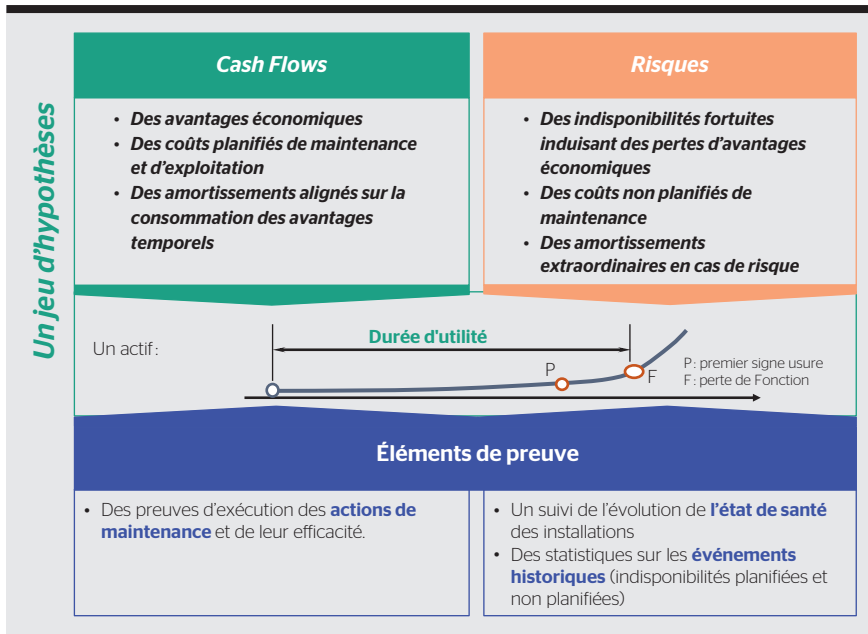 Un jeu d'hypothèses
Cash Flows
• Des avantages économiques
• Des coûts planifiés de maintenance
et d'exploitation
• Des amortissements alignés sur la
consommation des avantages
temporels
Risques
• Des indisponibilités fortuites
induisant des pertes d'avantages
économiques
• Des coûts non planifiés de
maintenance
• Des amortissements
extraordinaires en cas de risque
Un actif :
Durée d'utilité
P
F
P : premier signe usure
F : perte de Fonction
Éléments de preuve
• Des preuves d'exécution des actions de
maintenance et de leur efficacité.
• Un suivi de l'évolution de l'état de santé
des installations
• Des statistiques sur les événements
historiques (indisponibilités planifiées et
non planifiées)